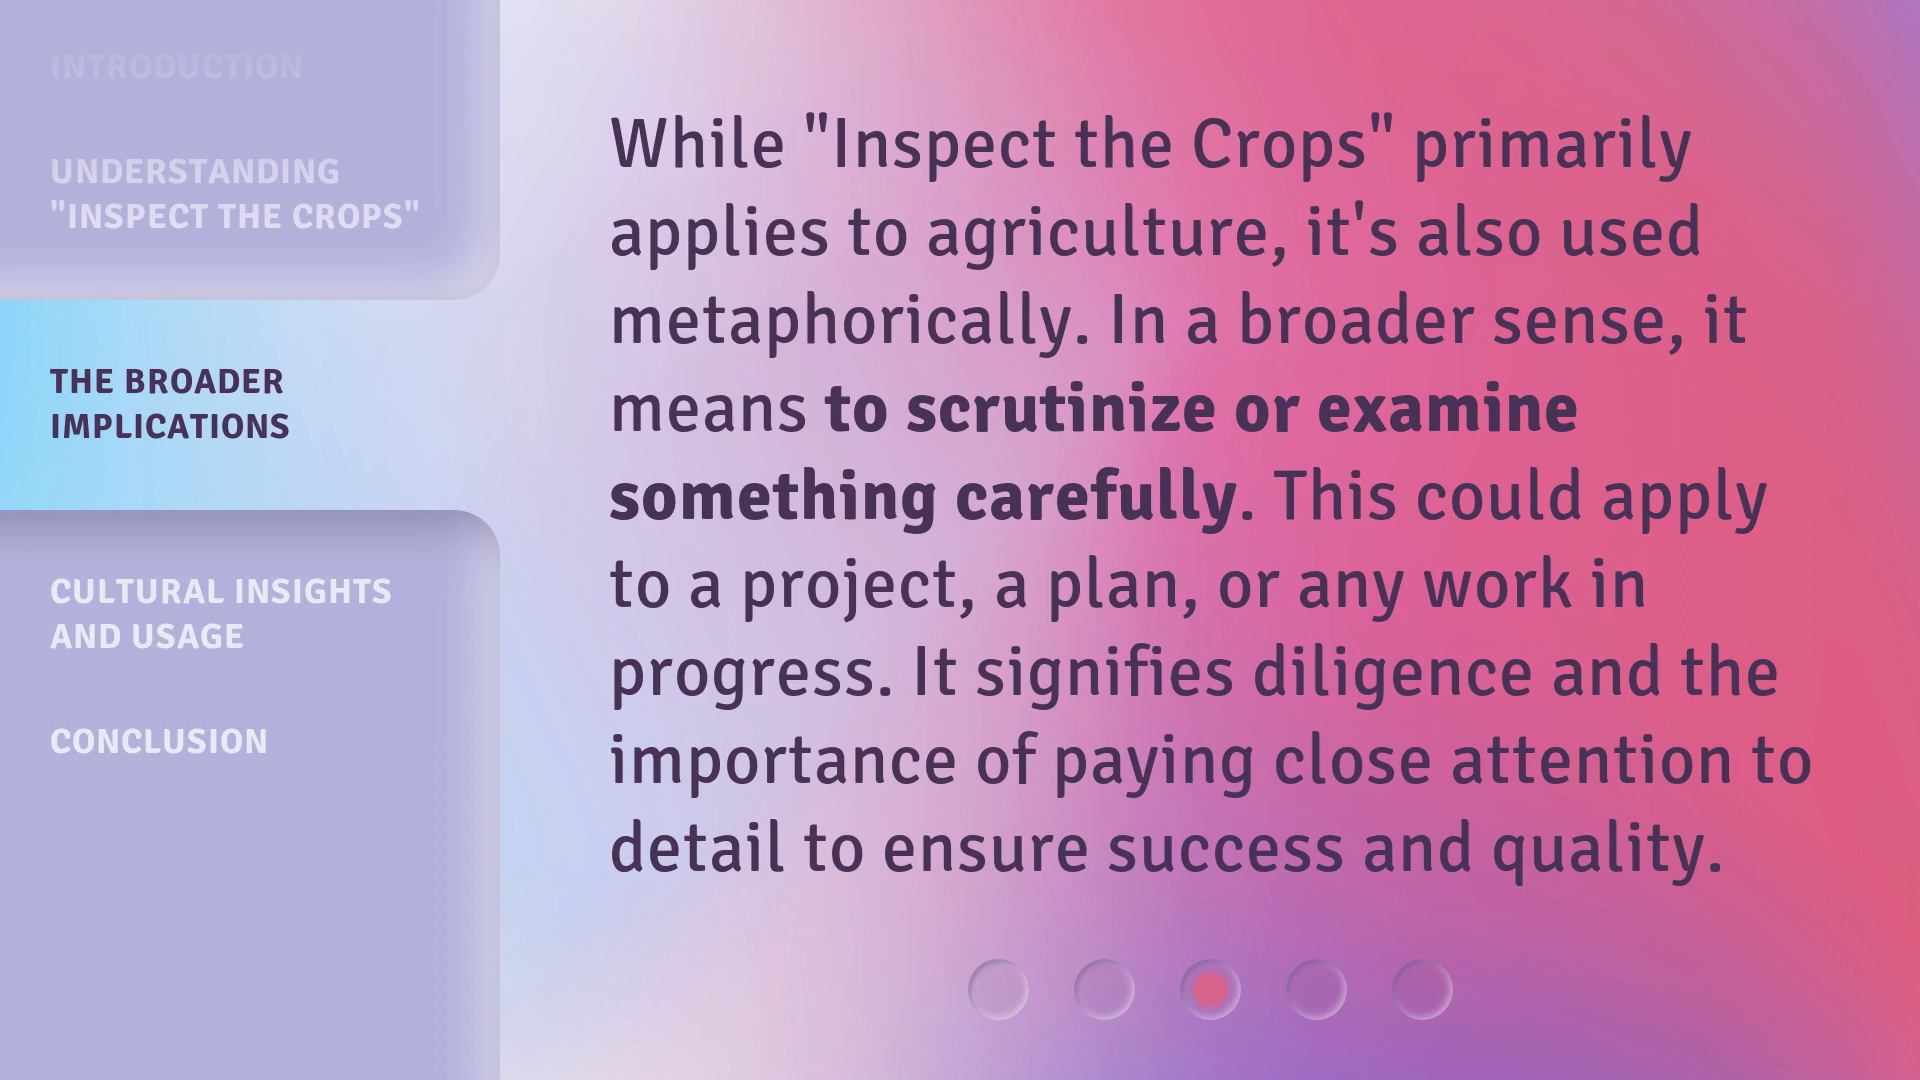 INTRODUCTION
UNDERSTANDING
"INSPECT THE CROPS"
THE BROADER
IMPLICATIONS
CULTURAL INSIGHTS
AND USAGE
CONCLUSION
While "Inspect the Crops" primarily
applies to agriculture, it's also used
metaphorically. In a broader sense, it
means to scrutinize or examine
something carefully. This could apply
to a project, a plan, or any work in
progress. It signifies diligence and the
importance of paying close attention to
detail to ensure success and quality.